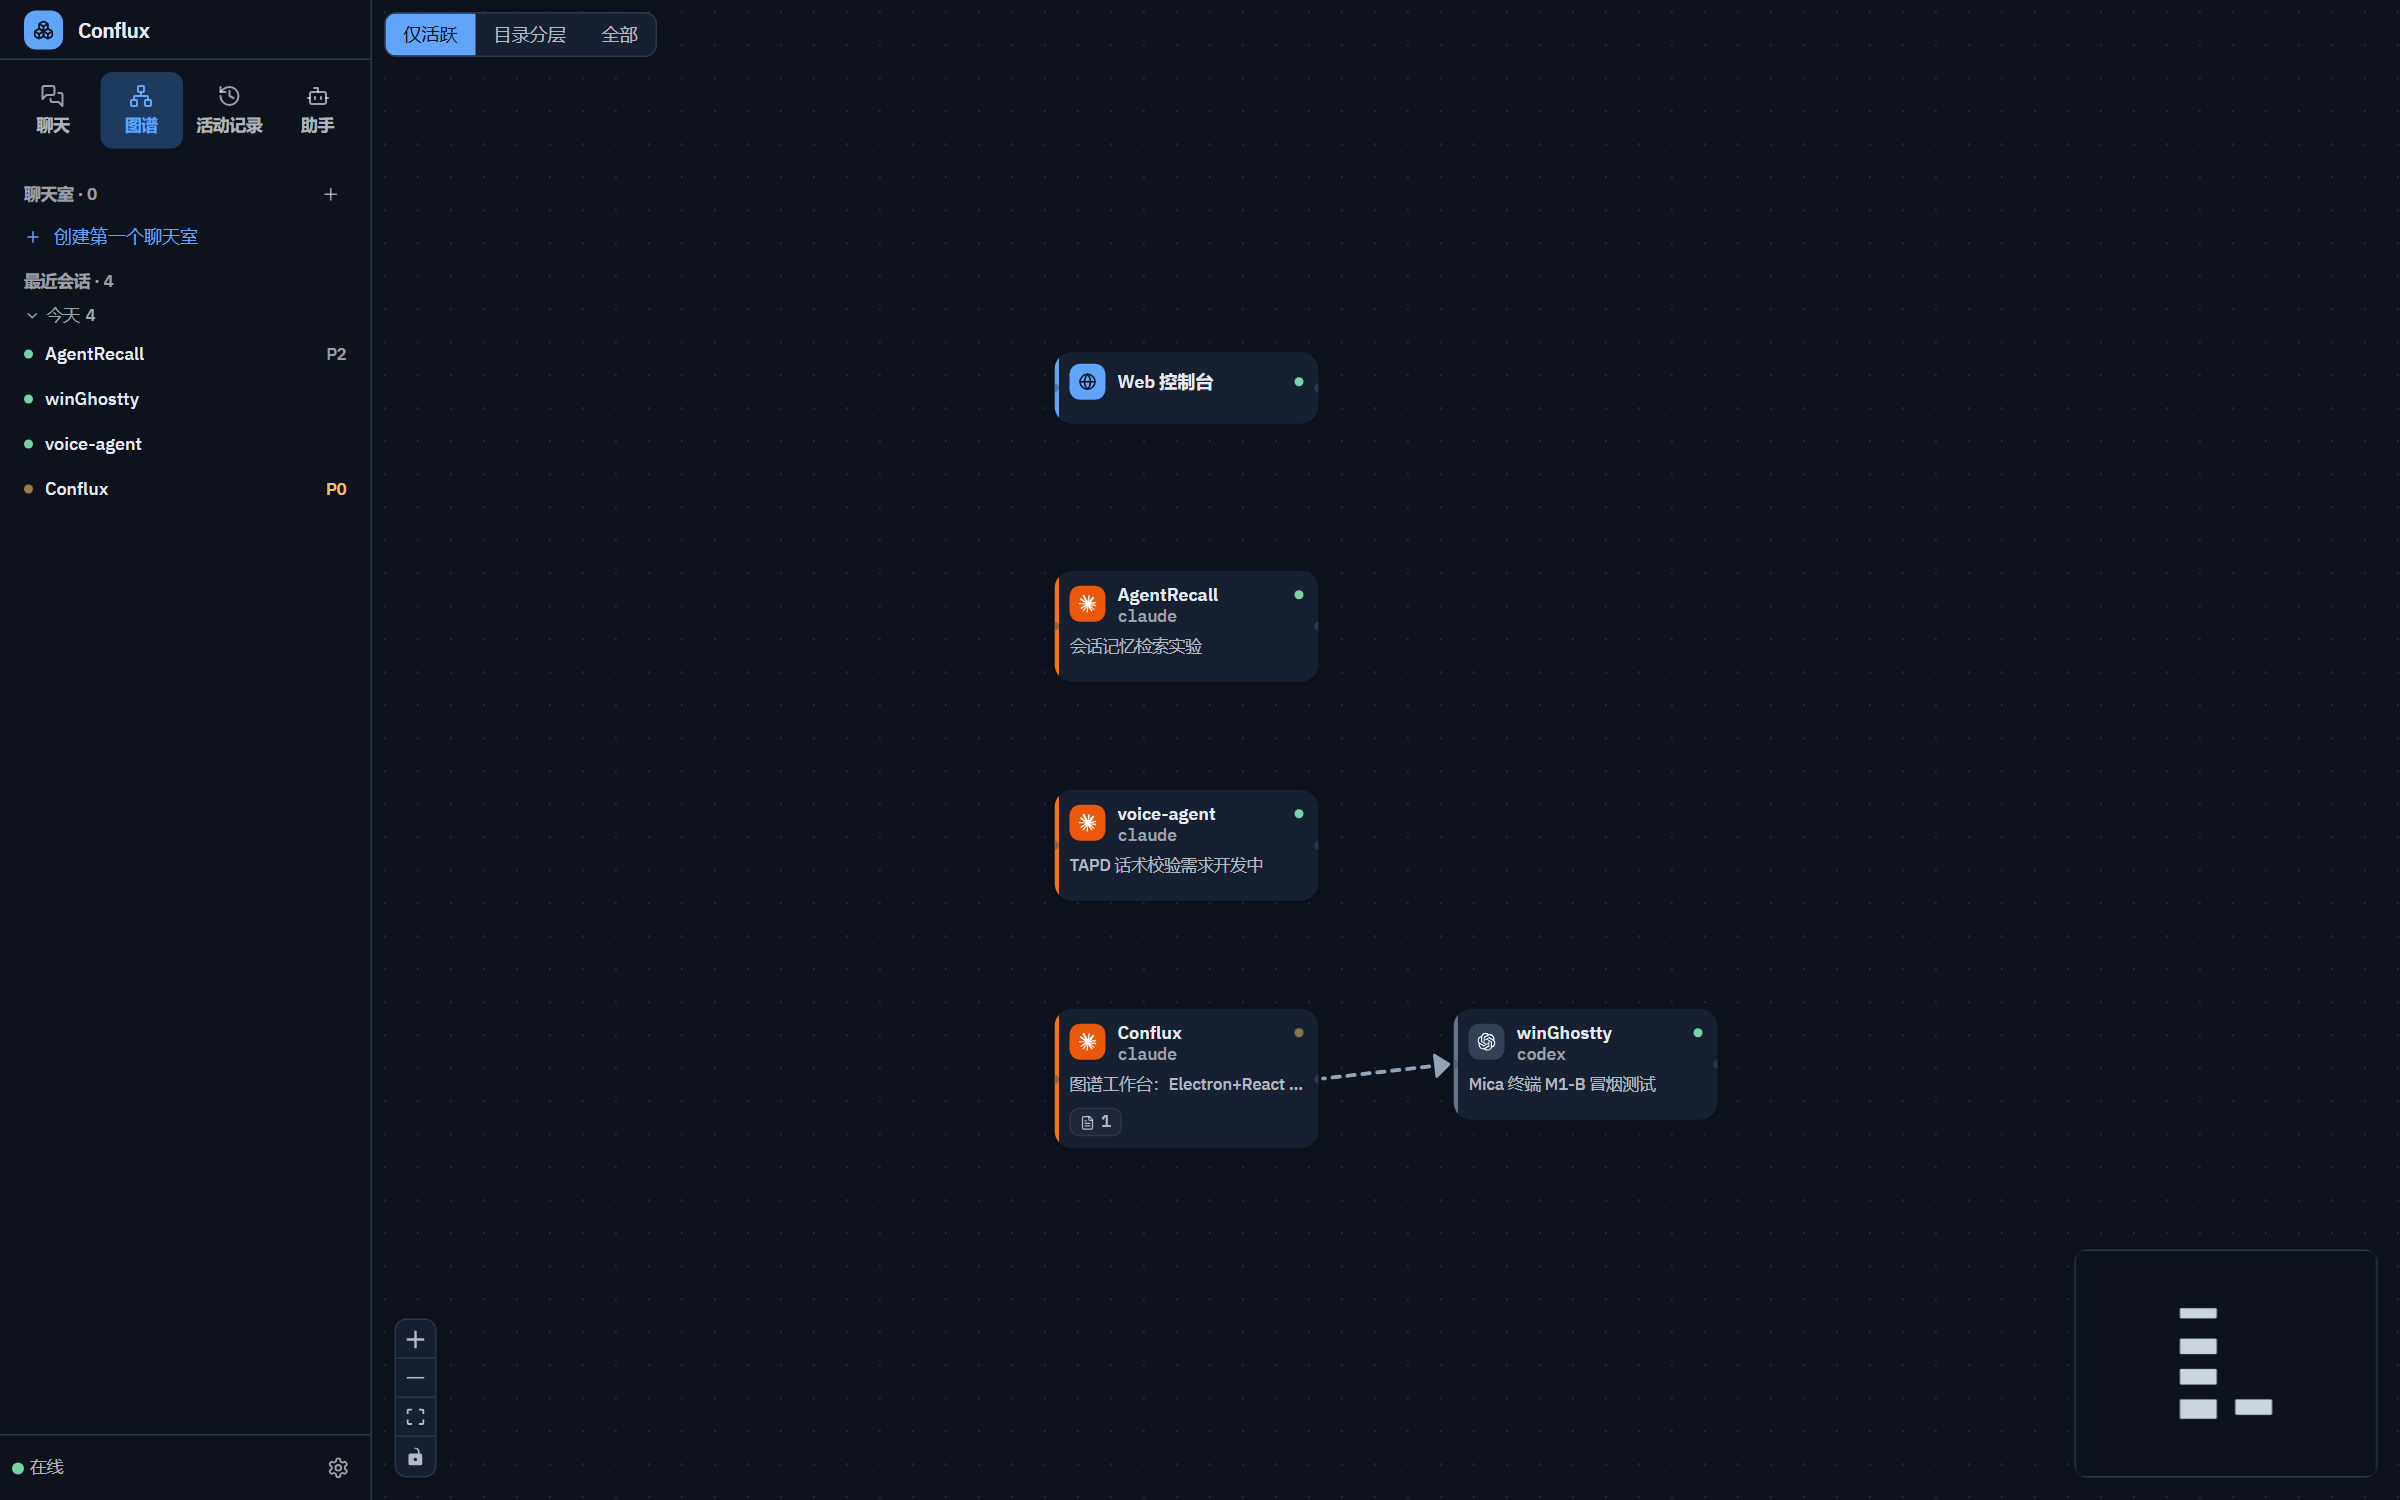 Conflux
聊天
图谱
活动记录
助手
聊天室 · 0
创建第一个聊天室
最近会话 · 4
今天 4
AgentRecall P2
winGhostty
voice-agent
Conflux P0
在线
仅活跃 目录分层 全部
Web 控制台
AgentRecall
claude
会话记忆检索实验
voice-agent
claude
TAPD 话术校验需求开发中
Conflux
claude
图谱工作台：Electron+React ...
1
winGhostty
codex
Mica 终端 M1-B 冒烟测试